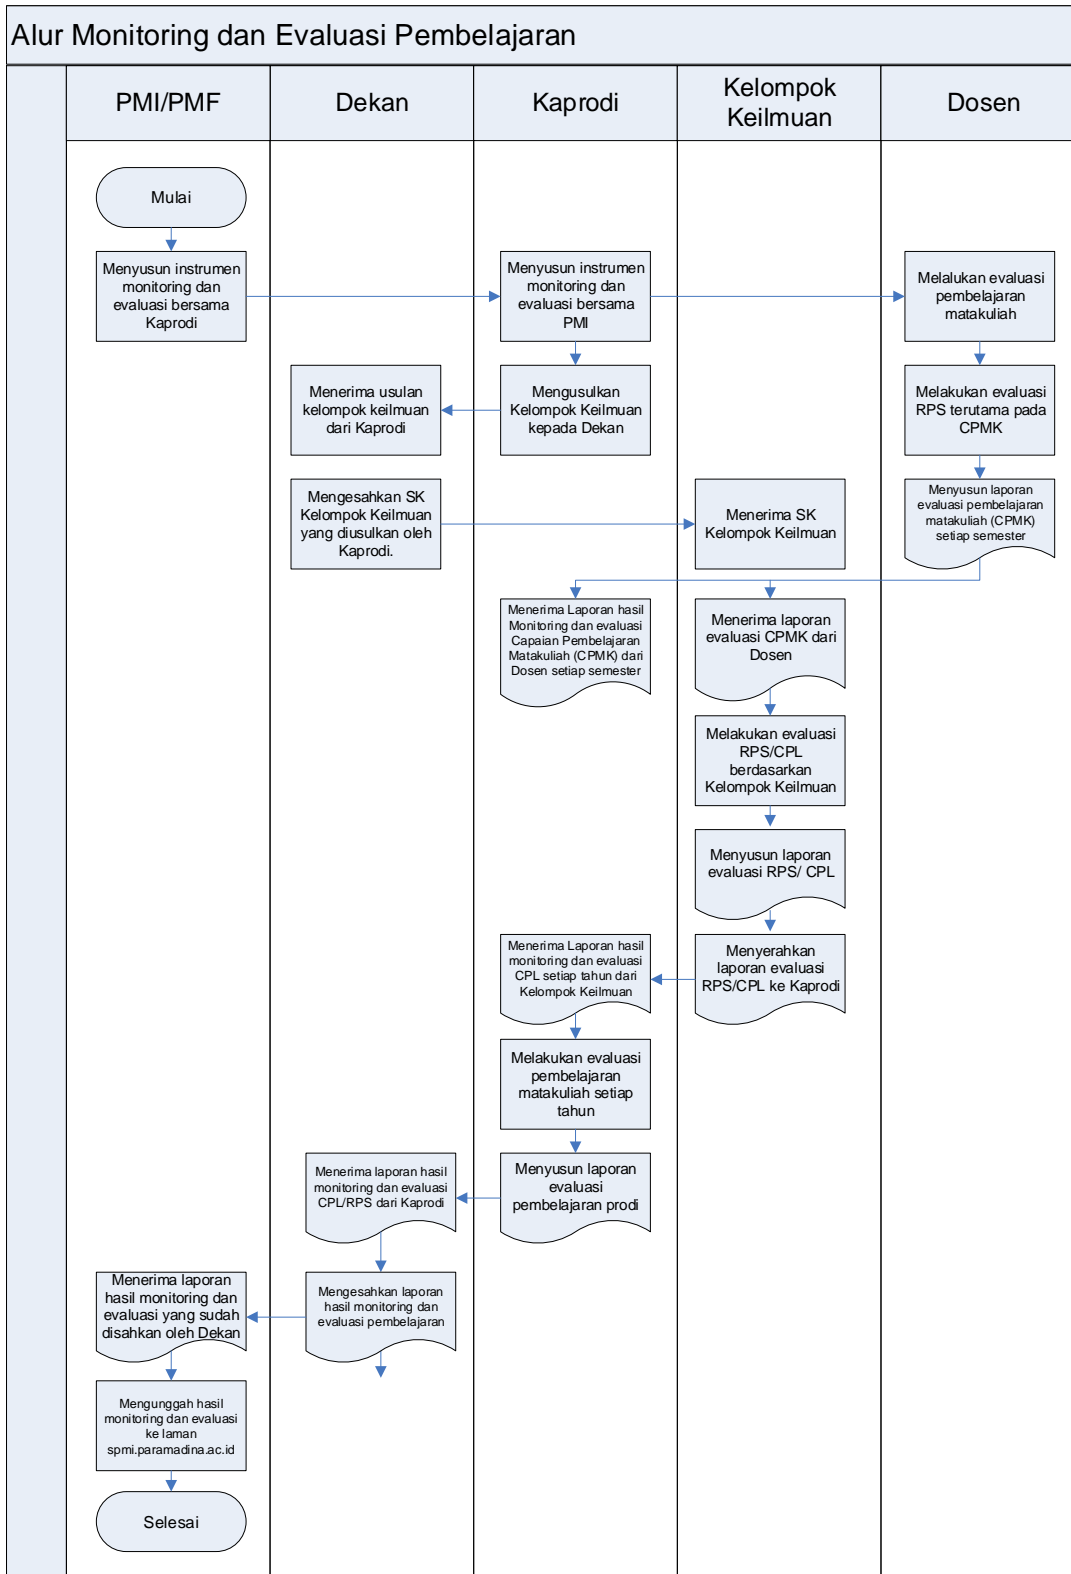 Alur Monitoring dan Evaluasi Pembelajaran
PMI/PMF
Dekan
Kaprodi
Kelompok
Keilmuan
Dosen
Mulai
Menyusun instrumen
monitoring dan
evaluasi bersama
Kaprodi
Menyusun instrumen
monitoring dan
evaluasi bersama
PMI
Melalukan evaluasi
pembelajaran
matakuliah
Menerima usulan
kelompok keilmuan
dari Kaprodi
Mengusulkan
Kelompok Keilmuan
kepada Dekan
Melakukan evaluasi
RPS terutama pada
CPMK
Mengesahkan SK
Kelompok Keilmuan
yang diusulkan oleh
Kaprodi.
Menerima SK
Kelompok Keilmuan
Menyusun laporan
evaluasi pembelajaran
matakuliah (CPMK)
setiap semester
Menerima Laporan hasil
Monitoring dan evaluasi
Capaian Pembelajaran
Matakuliah (CPMK) dari
Dosen setiap semester
Menerima laporan
evaluasi CPMK dari
Dosen
Melakukan evaluasi
RPS/CPL
berdasarkan
Kelompok Keilmuan
Menyusun laporan
evaluasi RPS/ CPL
Menerima Laporan hasil
monitoring dan evaluasi
CPL setiap tahun dari
Kelompok Keilmuan
Menyerahkan
laporan evaluasi
RPS/CPL ke Kaprodi
Melakukan evaluasi
pembelajaran
matakuliah setiap
tahun
Menerima laporan hasil
monitoring dan evaluasi
CPL/RPS dari Kaprodi
Menyusun laporan
evaluasi
pembelajaran prodi
Menerima laporan
hasil monitoring dan
evaluasi yang sudah
disahkan oleh Dekan
Mengesahkan laporan
hasil monitoring dan
evaluasi pembelajaran
Mengunggah hasil
monitoring dan evaluasi
ke laman
spmi.paramadina.ac.id
Selesai